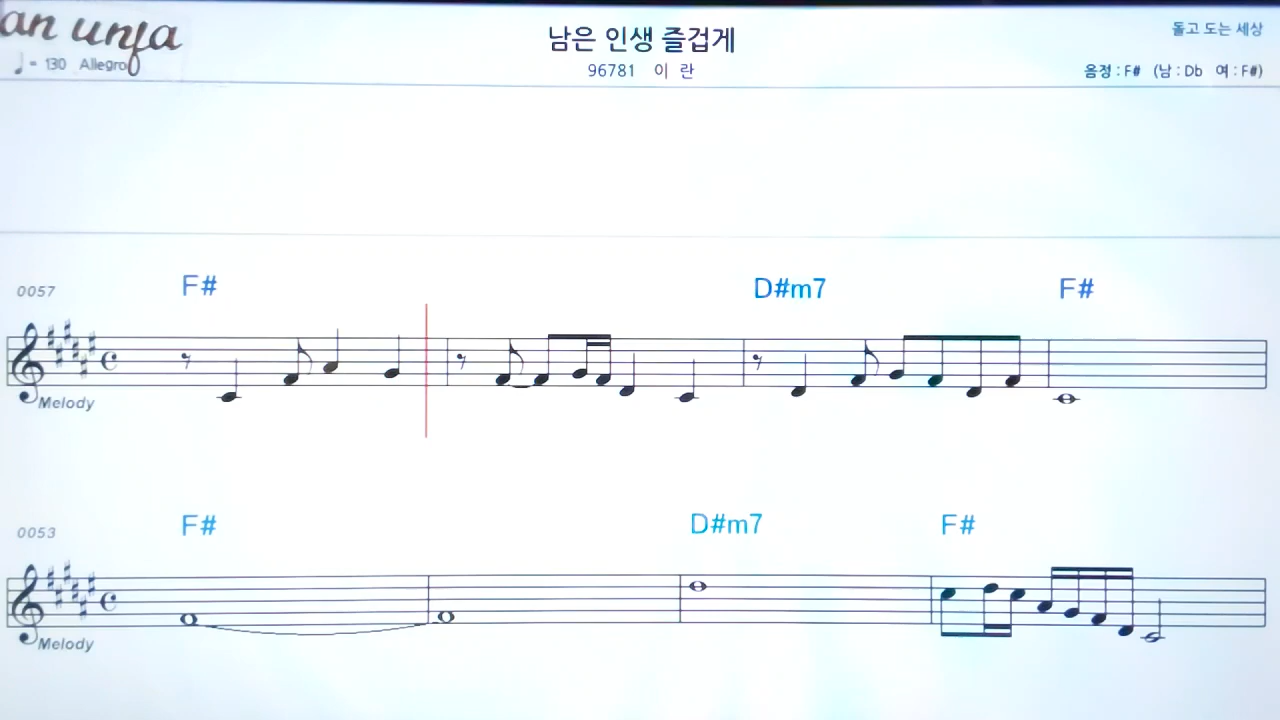 an unfa
남은 인생 즐겁게
돌고 도는 세상
♩= 130 Allegro
96781 이 란
음정 : F# (남 : Db 여 : F#)
0057 F# D#m7 F#
Melody
0053 F# D#m7 F#
Melody